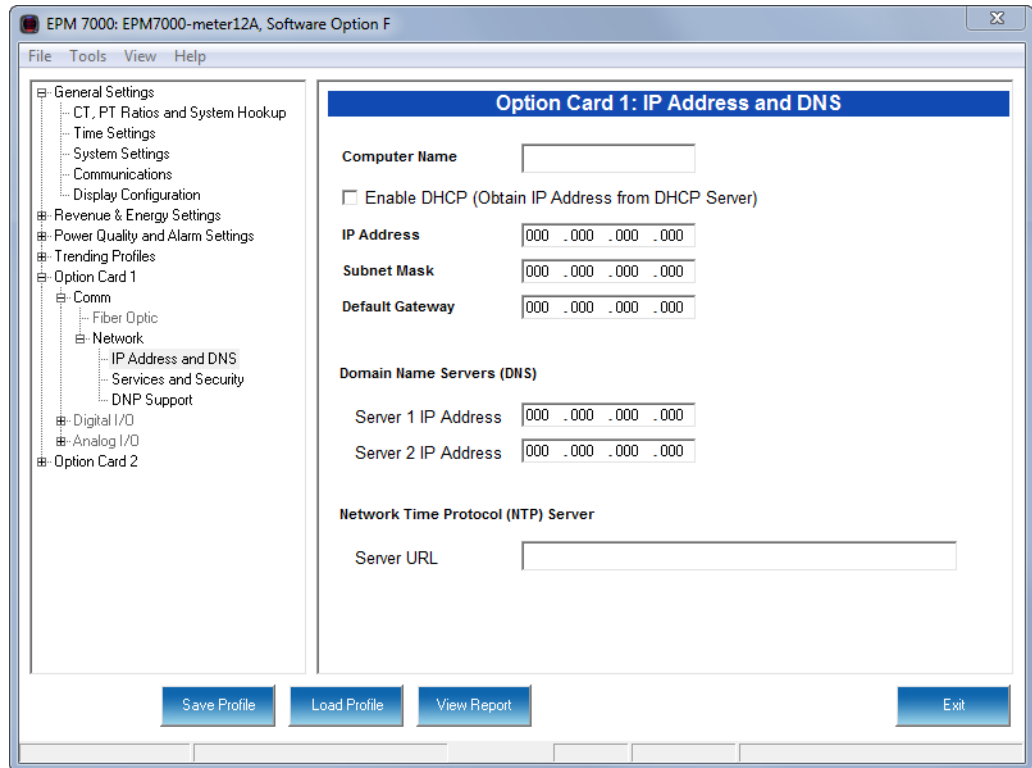 EPM 7000: EPM7000-meter12A, Software Option F
File Tools View Help
General Settings
CT, PT Ratios and System Hookup
Time Settings
System Settings
Communications
Display Configuration
Revenue & Energy Settings
Power Quality and Alarm Settings
Trending Profiles
Option Card 1
Comm
Fiber Optic
Network
IP Address and DNS
Services and Security
DNP Support
Digital I/O
Analog I/O
Option Card 2
Option Card 1: IP Address and DNS
Computer Name
Enable DHCP (Obtain IP Address from DHCP Server)
IP Address 000 .000 .000 .000
Subnet Mask 000 .000 .000 .000
Default Gateway 000 .000 .000 .000
Domain Name Servers (DNS)
Server 1 IP Address 000 .000 .000 .000
Server 2 IP Address 000 .000 .000 .000
Network Time Protocol (NTP) Server
Server URL
Save Profile Load Profile View Report Exit